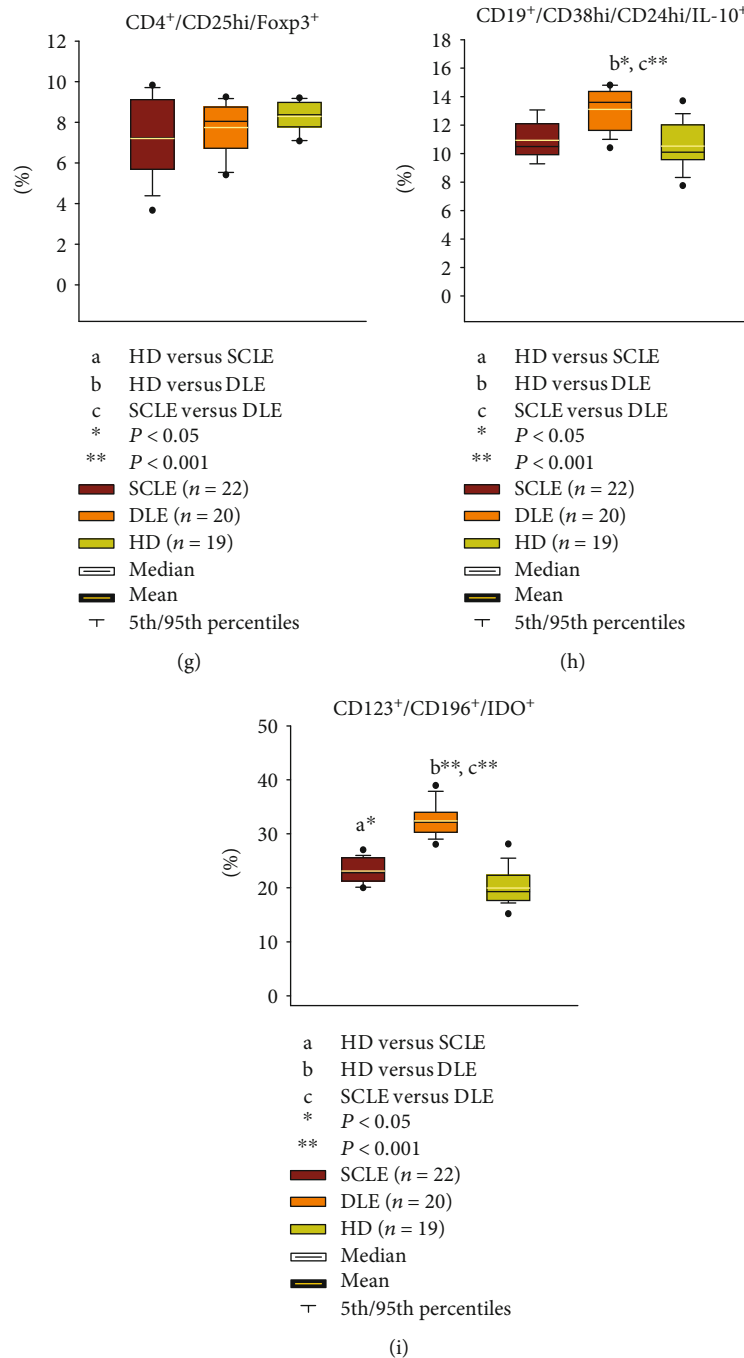 CD4⁺/CD25hi/Foxp3⁺
12
10
8
6
4
2
0
(%)
a HD versus SCLE
b HD versus DLE
c SCLE versus DLE
* P < 0.05
** P < 0.001
SCLE (n = 22)
DLE (n = 20)
HD (n = 19)
Median
Mean
5th/95th percentiles
(g)
CD19⁺/CD38hi/CD24hi/IL-10⁺
18
16
14
12
10
8
6
4
2
0
(%)
b*, c**
a HD versus SCLE
b HD versus DLE
c SCLE versus DLE
* P < 0.05
** P < 0.001
SCLE (n = 22)
DLE (n = 20)
HD (n = 19)
Median
Mean
5th/95th percentiles
(h)
CD123⁺/CD196⁺/IDO⁺
50
40
30
20
10
0
(%)
b**, c**
a*
a HD versus SCLE
b HD versus DLE
c SCLE versus DLE
* P < 0.05
** P < 0.001
SCLE (n = 22)
DLE (n = 20)
HD (n = 19)
Median
Mean
5th/95th percentiles
(i)